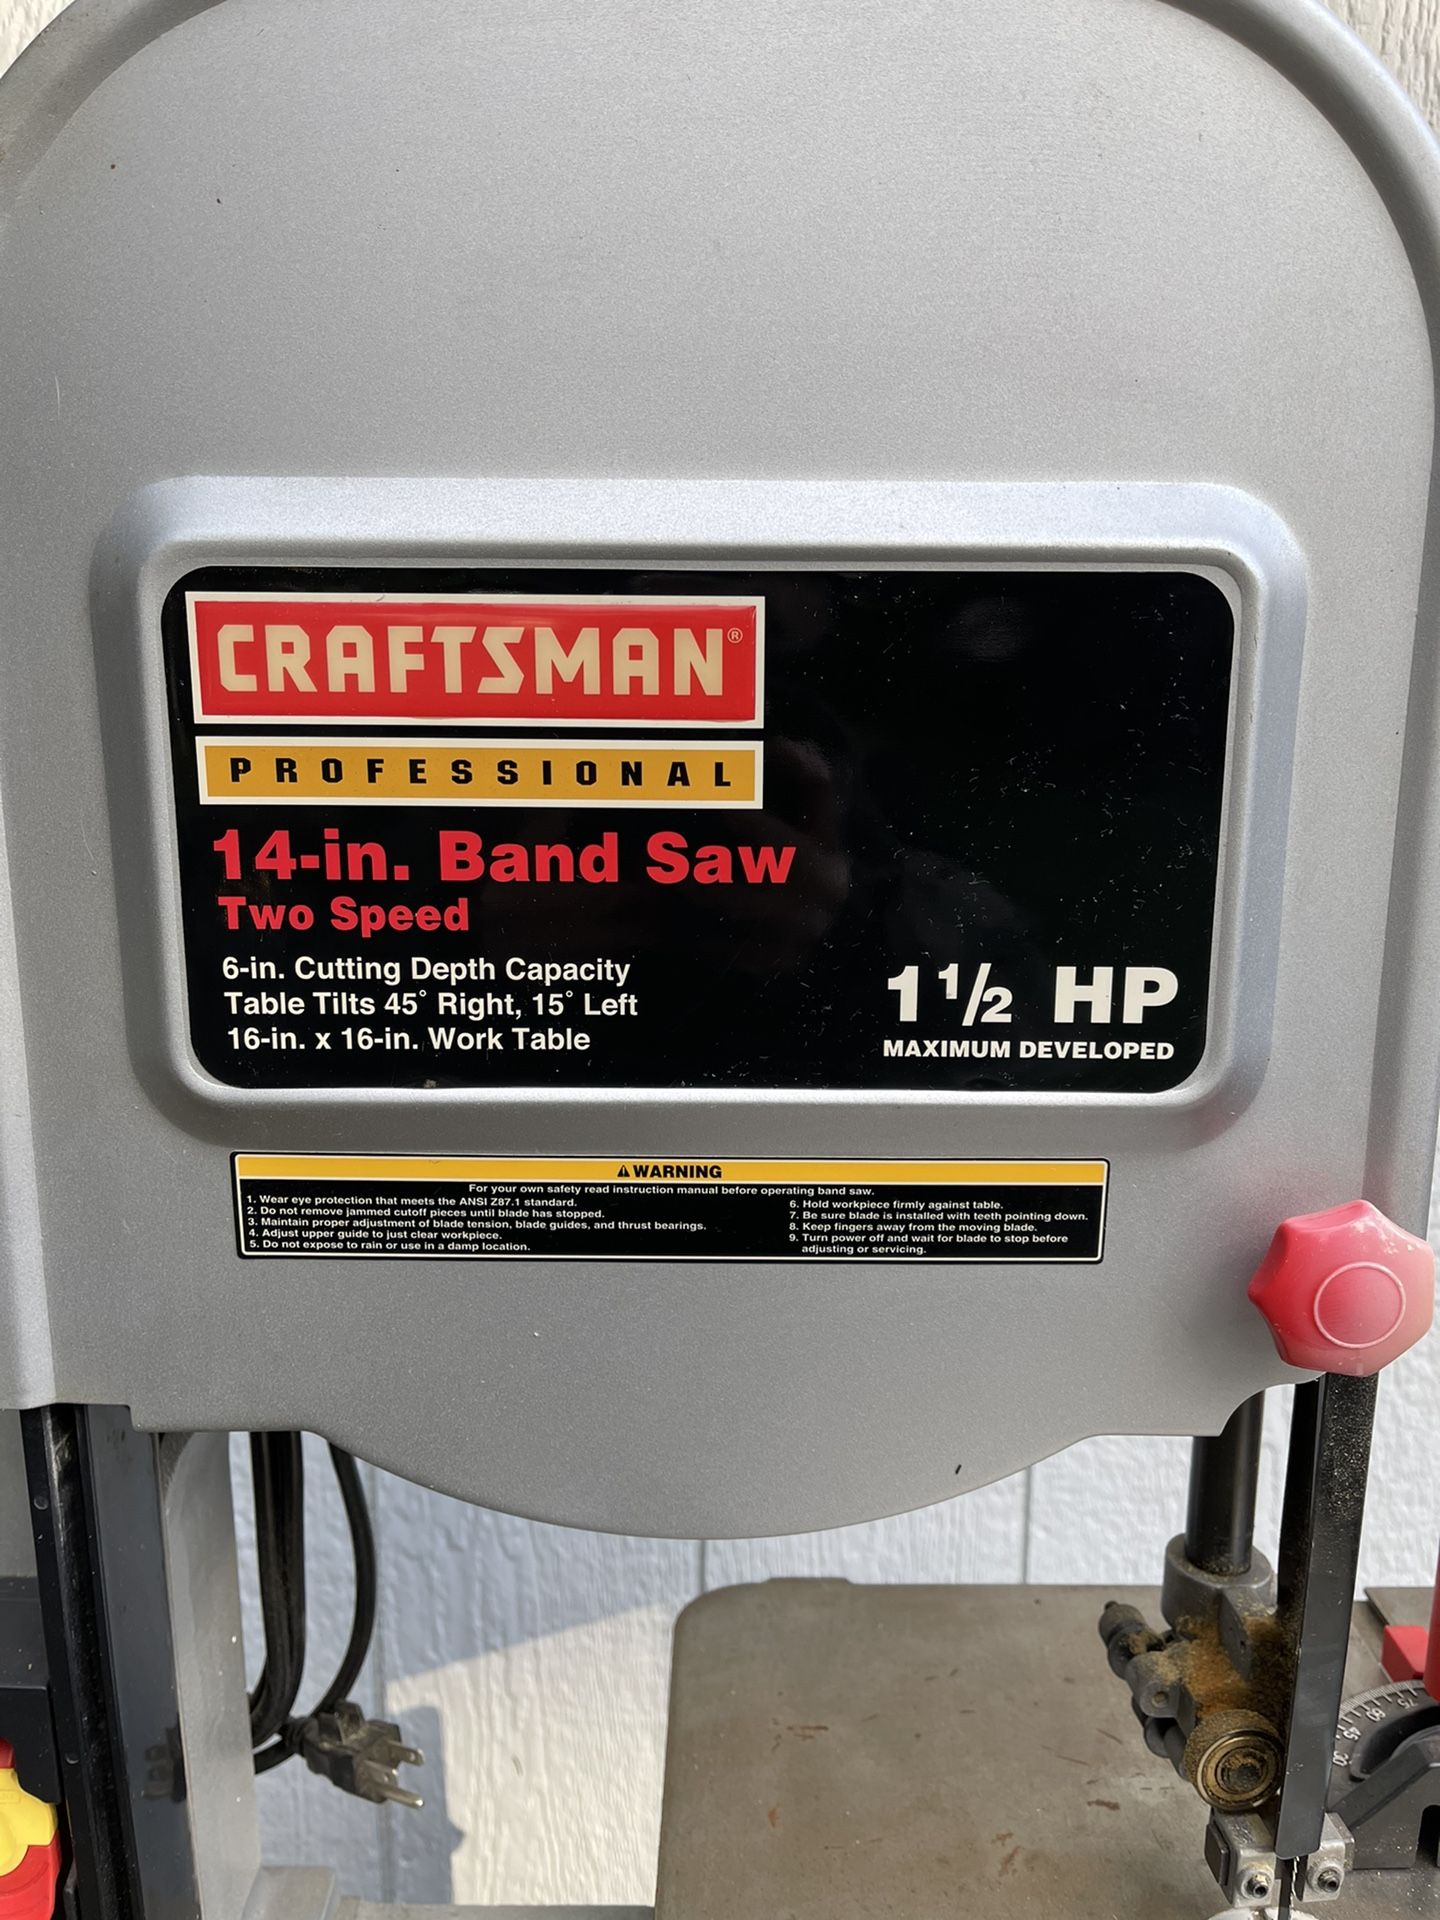 CRAFTSMAN®
PROFESSIONAL
14-in. Band Saw
Two Speed
6-in. Cutting Depth Capacity
Table Tilts 45° Right, 15° Left
16-in. x 16-in. Work Table
1 1/2 HP
MAXIMUM DEVELOPED
⚠WARNING
For your own safety read instruction manual before operating band saw.
1. Wear eye protection that meets the ANSI Z87.1 standard.
2. Do not remove jammed cutoff pieces until blade has stopped.
3. Maintain proper adjustment of blade tension, blade guides, and thrust bearings.
4. Adjust upper guide to just clear workpiece.
5. Do not expose to rain or use in a damp location.
6. Hold workpiece firmly against table.
7. Be sure blade is installed with teeth pointing down.
8. Keep fingers away from the moving blade.
9. Turn power off and wait for blade to stop before
adjusting or servicing.
75
60
45
30